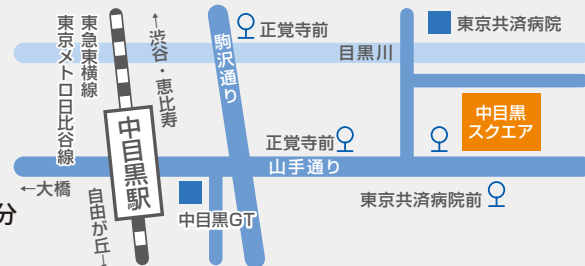 東急東横線
東京メトロ日比谷線
←渋谷・恵比寿
駒沢通り
正覚寺前
東京共済病院
目黒川
中目黒
スクエア
中目黒駅
正覚寺前
山手通り
←大橋
東京共済病院前
中目黒GT
自由が丘→
分